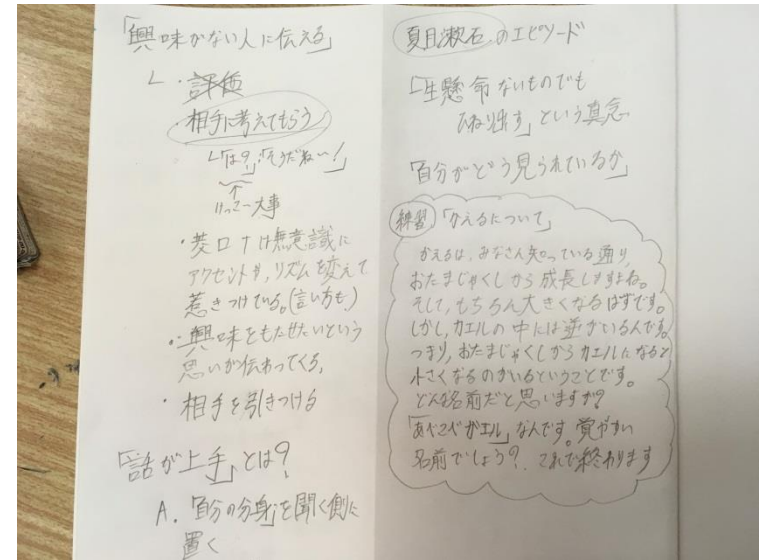 「興味がない人に伝える」
・評価
・相手に考えてもらう
「は？」「そうだねー!」
けっこー大事
・菱口ナは無意識に
アクセントや、リズムを変えて
惹きつけている。(言い方も)
・興味をもたせたいという
思いが伝わってくる。
・相手を引きつける
「話が上手」とは?
A. 「自分の分身」を聞く側に
置く
夏目漱石 のエピソード
「一生懸命ないものでも
ひねり出す」という真念
「自分がどう見られているか」
練習 「かえるについて」
かえるは、みなさん知っている通り、
おたまじゃくしから成長しますよね。
そして、もちろん大きくなるはずです。
しかし、カエルの中には逆がいるんです。
つまり、おたまじゃくしからカエルになると
小さくなるのがいるということです。
どんな名前だと思いますか?
「あべこべガエル」なんです。覚やすい
名前でしょう? これで終わります